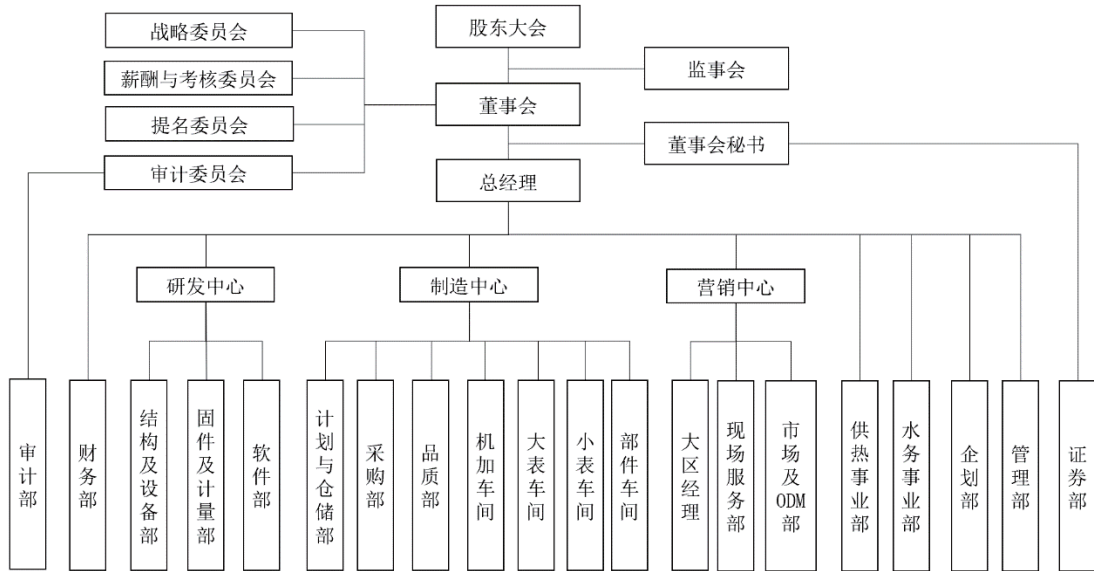 股东大会
战略委员会
监事会
薪酬与考核委员会
董事会
提名委员会
董事会秘书
审计委员会
总经理
研发中心
制造中心
营销中心
审计部
财务部
结构及设备部
固件及计量部
软件部
计划与仓储部
采购部
品质部
机加车间
大表车间
小表车间
部件车间
大区经理
现场服务部
市场及ODM部
供热事业部
水务事业部
企划部
管理部
证券部